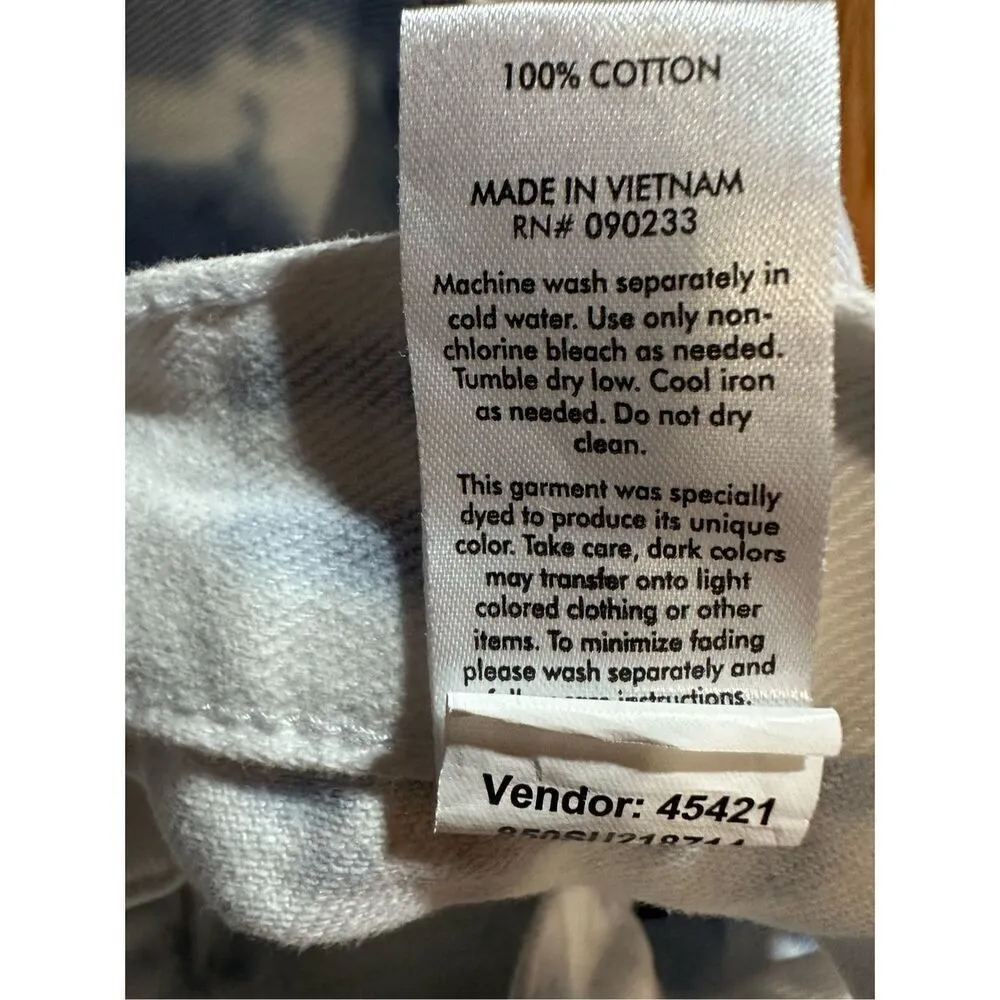 100% COTTON
MADE IN VIETNAM
RN# 090233
Machine wash separately in
cold water. Use only non-
chlorine bleach as needed.
Tumble dry low. Cool iron
as needed. Do not dry
clean.
This garment was specially
dyed to produce its unique
color. Take care, dark colors
may transfer onto light
colored clothing or other
items. To minimize fading
please wash separately and
instructions.
Vendor: 45421